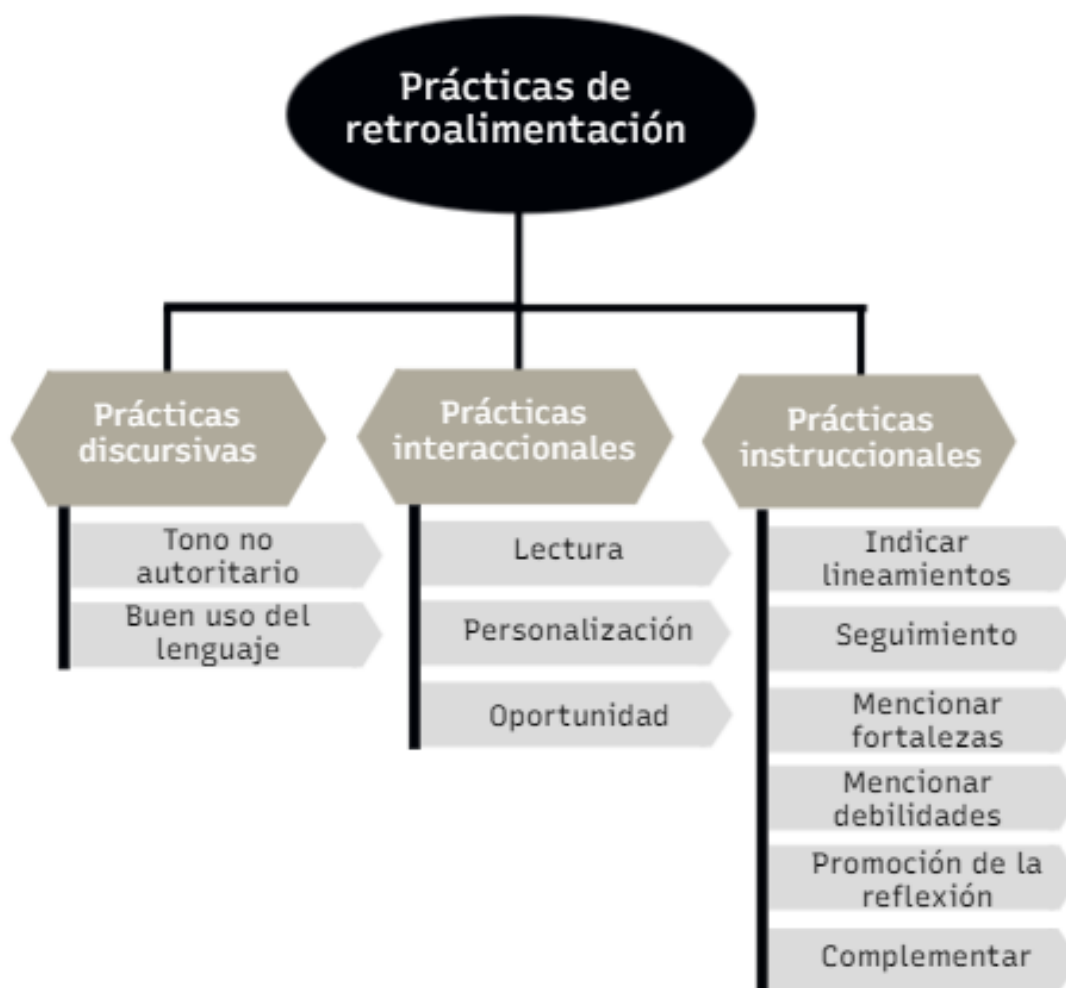 Prácticas de
retroalimentación
Prácticas
discursivas
Tono no
autoritario
Buen uso del
lenguaje
Prácticas
interaccionales
Lectura
Personalización
Oportunidad
Prácticas
instruccionales
Indicar
lineamientos
Seguimiento
Mencionar
fortalezas
Mencionar
debilidades
Promoción de la
reflexión
Complementar